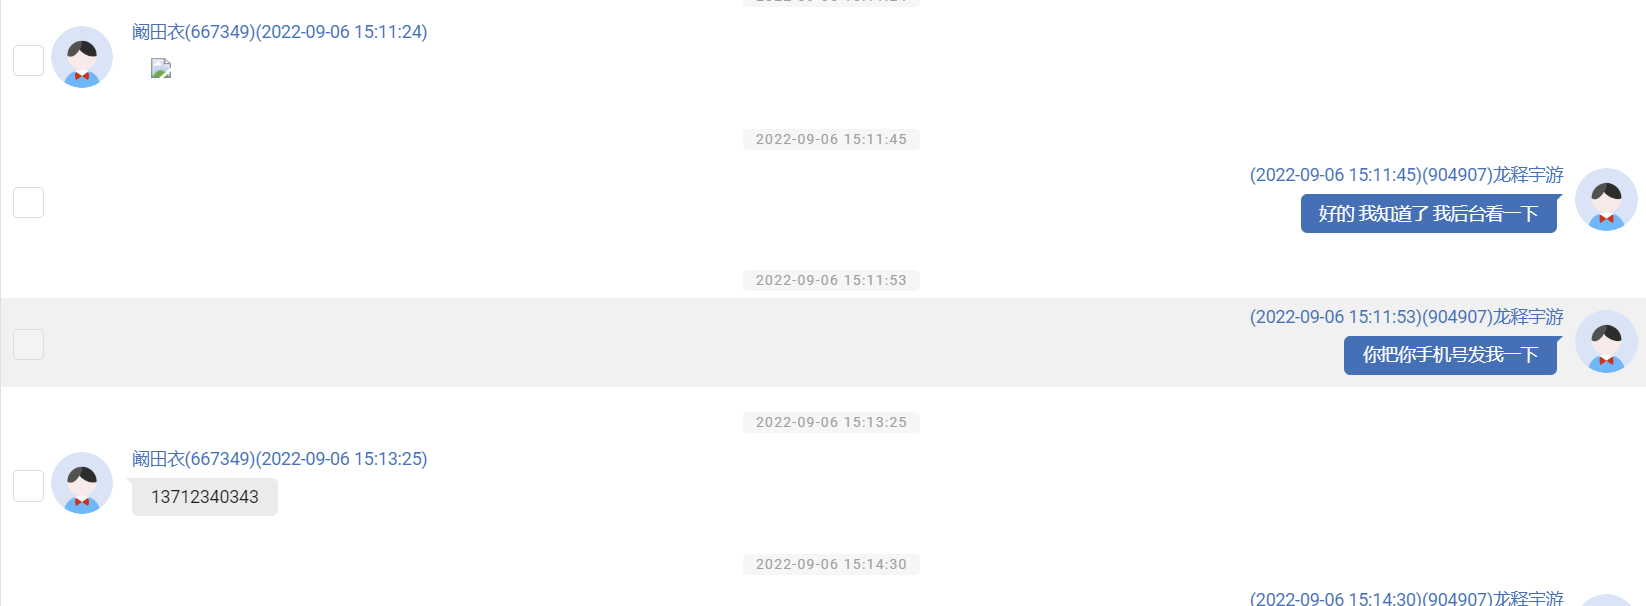 阚田衣(667349)(2022-09-06 15:11:24)
2022-09-06 15:11:45
(2022-09-06 15:11:45)(904907)龙释宇游
好的 我知道了 我后台看一下
2022-09-06 15:11:53
(2022-09-06 15:11:53)(904907)龙释宇游
你把你手机号发我一下
2022-09-06 15:13:25
阚田衣(667349)(2022-09-06 15:13:25)
13712340343
2022-09-06 15:14:30
(2022-09-06 15:14:30)(904907)龙释宇游